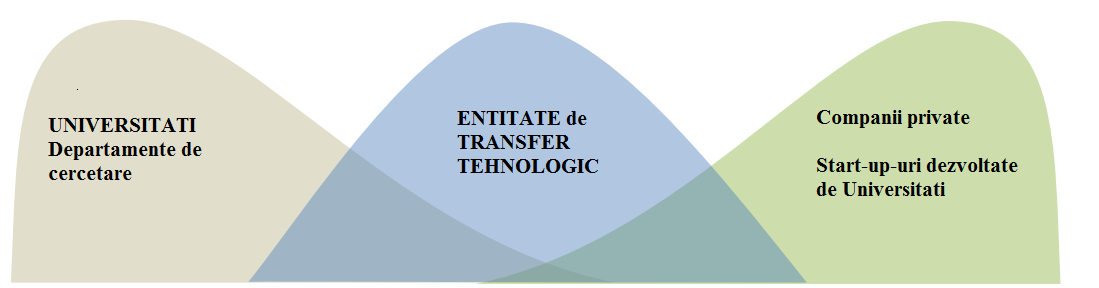 UNIVERSITATI
Departamente de
cercetare
ENTITATE de
TRANSFER
TEHNOLOGIC
Companii private
Start-up-uri dezvoltate
de Universitati